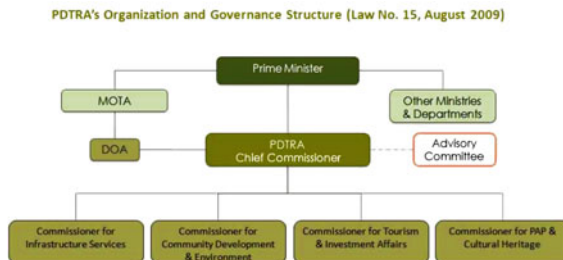 PDTRA's Organization and Governance Structure (Law No. 15, August 2009)
Prime Minister
MOTA
Other Ministries
& Departments
DOA
PDTRA
Chief Commissioner
Advisory
Committee
Commissioner for
Infrastructure Services
Commissioner for
Community Development
& Environment
Commissioner for Tourism
& Investment Affairs
Commissioner for PAP &
Cultural Heritage